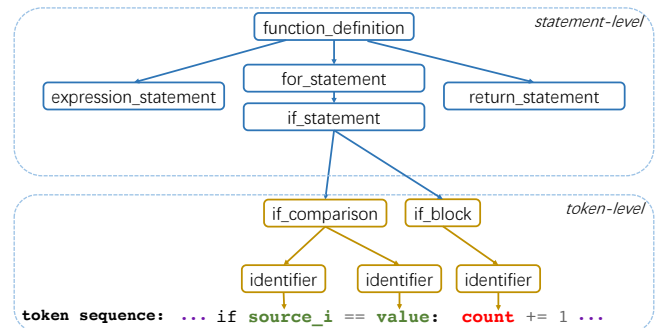 function_definition
statement-level
for_statement
expression_statement
return_statement
if_statement
token-level
if_comparison
if_block
identifier
identifier
identifier
token sequence: ... if source_i == value: count += 1 ...